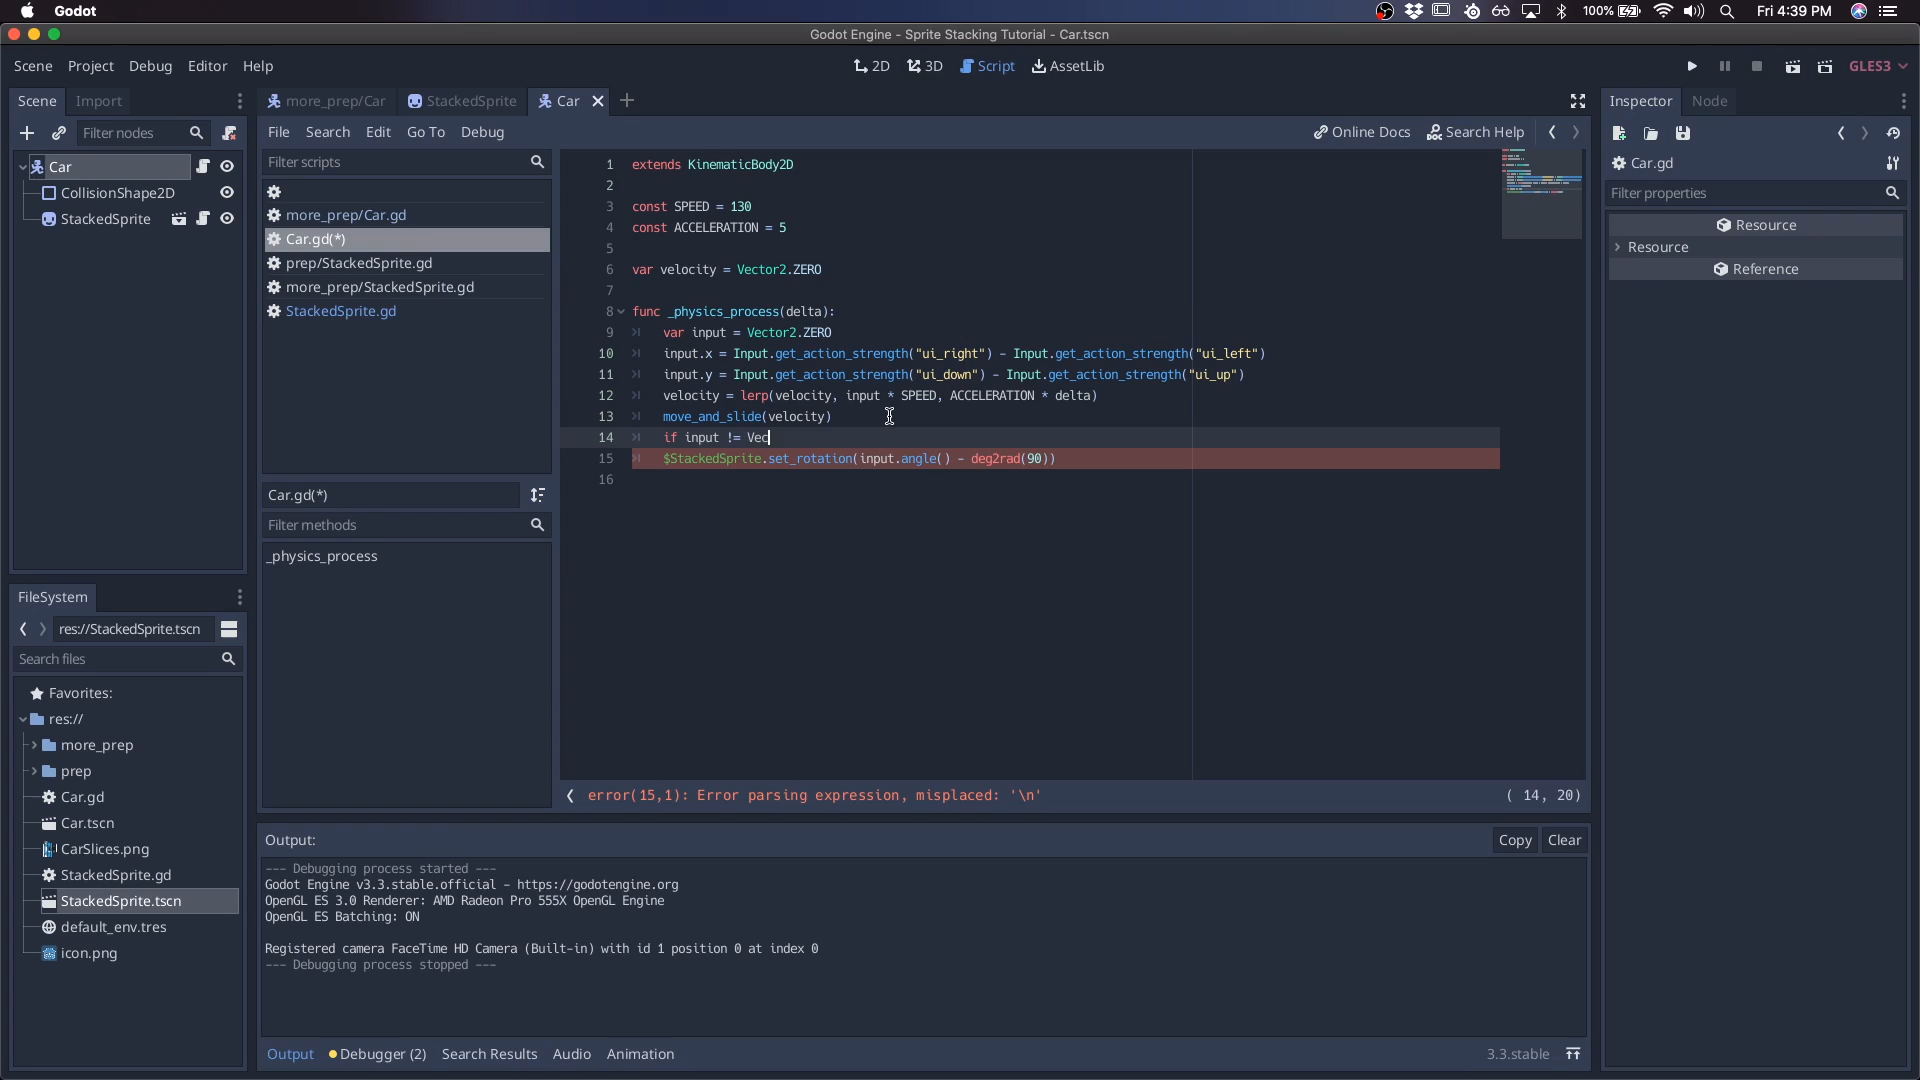 Godot
100%
Fri 4:39 PM
Godot Engine - Sprite Stacking Tutorial - Car.tscn
Scene Project Debug Editor Help
2D 3D Script AssetLib
GLES3
Scene Import
Filter nodes
Car
CollisionShape2D
StackedSprite
FileSystem
res://StackedSprite.tscn
Search files
Favorites:
res://
more_prep
prep
Car.gd
Car.tscn
CarSlices.png
StackedSprite.gd
StackedSprite.tscn
default_env.tres
icon.png
more_prep/Car StackedSprite Car
File Search Edit Go To Debug
Online Docs Search Help
Filter scripts
more_prep/Car.gd
Car.gd(*)
prep/StackedSprite.gd
more_prep/StackedSprite.gd
StackedSprite.gd
Car.gd(*)
Filter methods
_physics_process
1 extends KinematicBody2D
2
3 const SPEED = 130
4 const ACCELERATION = 5
5
6 var velocity = Vector2.ZERO
7
8 func _physics_process(delta):
9 var input = Vector2.ZERO
10 input.x = Input.get_action_strength("ui_right") - Input.get_action_strength("ui_left")
11 input.y = Input.get_action_strength("ui_down") - Input.get_action_strength("ui_up")
12 velocity = lerp(velocity, input * SPEED, ACCELERATION * delta)
13 move_and_slide(velocity)
14 if input != Vec
15 $StackedSprite.set_rotation(input.angle() - deg2rad(90))
16
error(15,1): Error parsing expression, misplaced: '\n'
( 14, 20)
Output:
Copy Clear
--- Debugging process started ---
Godot Engine v3.3.stable.official - https://godotengine.org
OpenGL ES 3.0 Renderer: AMD Radeon Pro 555X OpenGL Engine
OpenGL ES Batching: ON
Registered camera FaceTime HD Camera (Built-in) with id 1 position 0 at index 0
--- Debugging process stopped ---
Output Debugger (2) Search Results Audio Animation
3.3.stable
Inspector Node
Car.gd
Filter properties
Resource
Resource
Reference